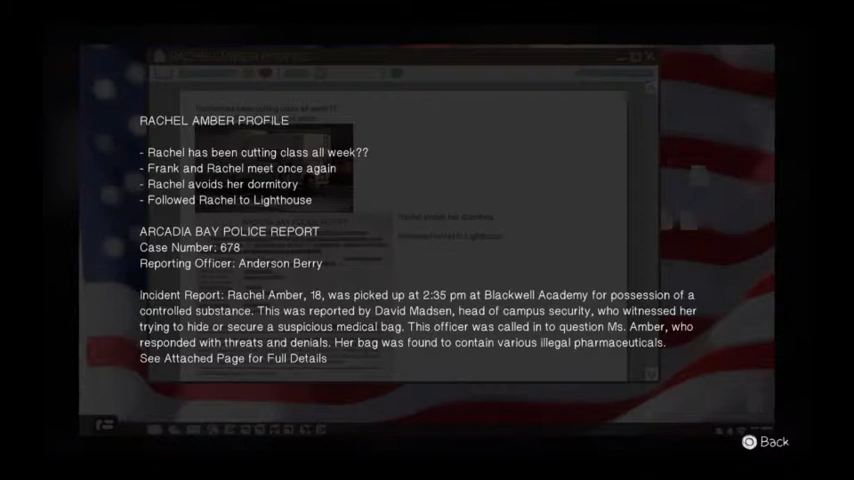 RACHEL AMBER PROFILE
- Rachel has been cutting class all week??
- Frank and Rachel meet once again
- Rachel avoids her dormitory
- Followed Rachel to Lighthouse
ARCADIA BAY POLICE REPORT
Case Number: 678
Reporting Officer: Anderson Berry
Incident Report: Rachel Amber, 18, was picked up at 2:35 pm at Blackwell Academy for possession of a
controlled substance. This was reported by David Madsen, head of campus security, who witnessed her
trying to hide or secure a suspicious medical bag. This officer was called in to question Ms. Amber, who
responded with threats and denials. Her bag was found to contain various illegal pharmaceuticals.
See Attached Page for Full Details
Back